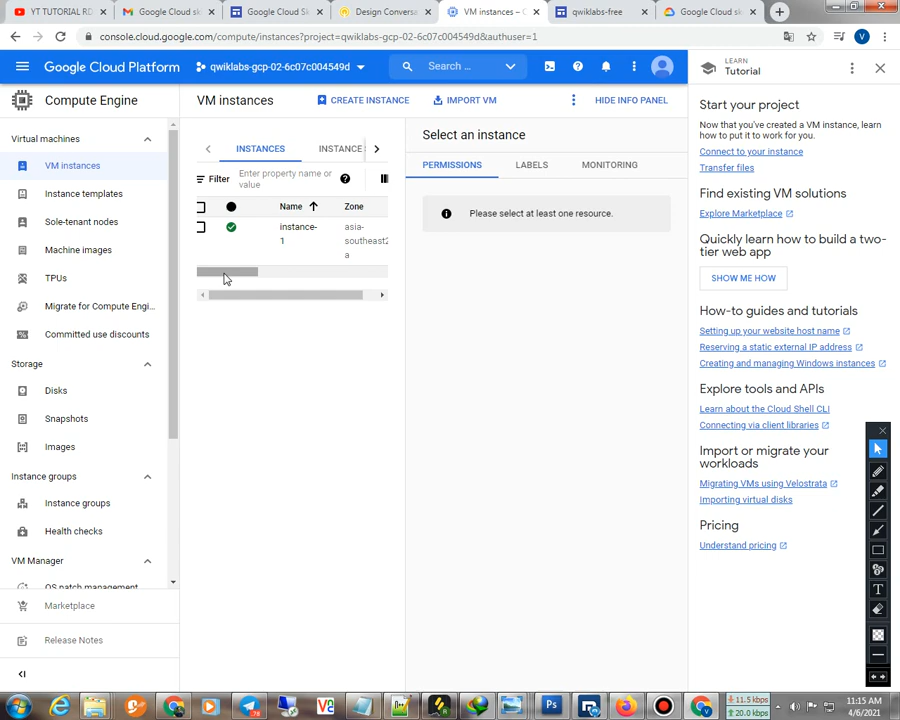 YT TUTORIAL RD
Google Cloud sk
Google Cloud Sk
Design Conversa
VM instances – C
qwiklabs-free
Google Cloud sk
console.cloud.google.com/compute/instances?project=qwiklabs-gcp-02-6c07c004549d&authuser=1
V
Google Cloud Platform
qwiklabs-gcp-02-6c07c004549d
Search ...
LEARN
Tutorial
Compute Engine
VM instances
CREATE INSTANCE
IMPORT VM
HIDE INFO PANEL
Virtual machines
VM instances
Instance templates
Sole-tenant nodes
Machine images
TPUs
Migrate for Compute Engi...
Committed use discounts
Storage
Disks
Snapshots
Images
Instance groups
Instance groups
Health checks
VM Manager
OS patch management
Marketplace
Release Notes
INSTANCES
INSTANCE
Filter
Enter property name or
value
Name
Zone
instance-
1
asia-
southeast2
a
Select an instance
PERMISSIONS
LABELS
MONITORING
Please select at least one resource.
Start your project
Now that you've created a VM instance, learn
how to put it to work for you.
Connect to your instance
Transfer files
Find existing VM solutions
Explore Marketplace
Quickly learn how to build a two-
tier web app
SHOW ME HOW
How-to guides and tutorials
Setting up your website host name
Reserving a static external IP address
Creating and managing Windows instances
Explore tools and APIs
Learn about the Cloud Shell CLI
Connecting via client libraries
Import or migrate your
workloads
Migrating VMs using Velostrata
Importing virtual disks
Pricing
Understand pricing
T
Ps
11.5 kbps
20.0 kbps
11:15 AM
4/6/2021